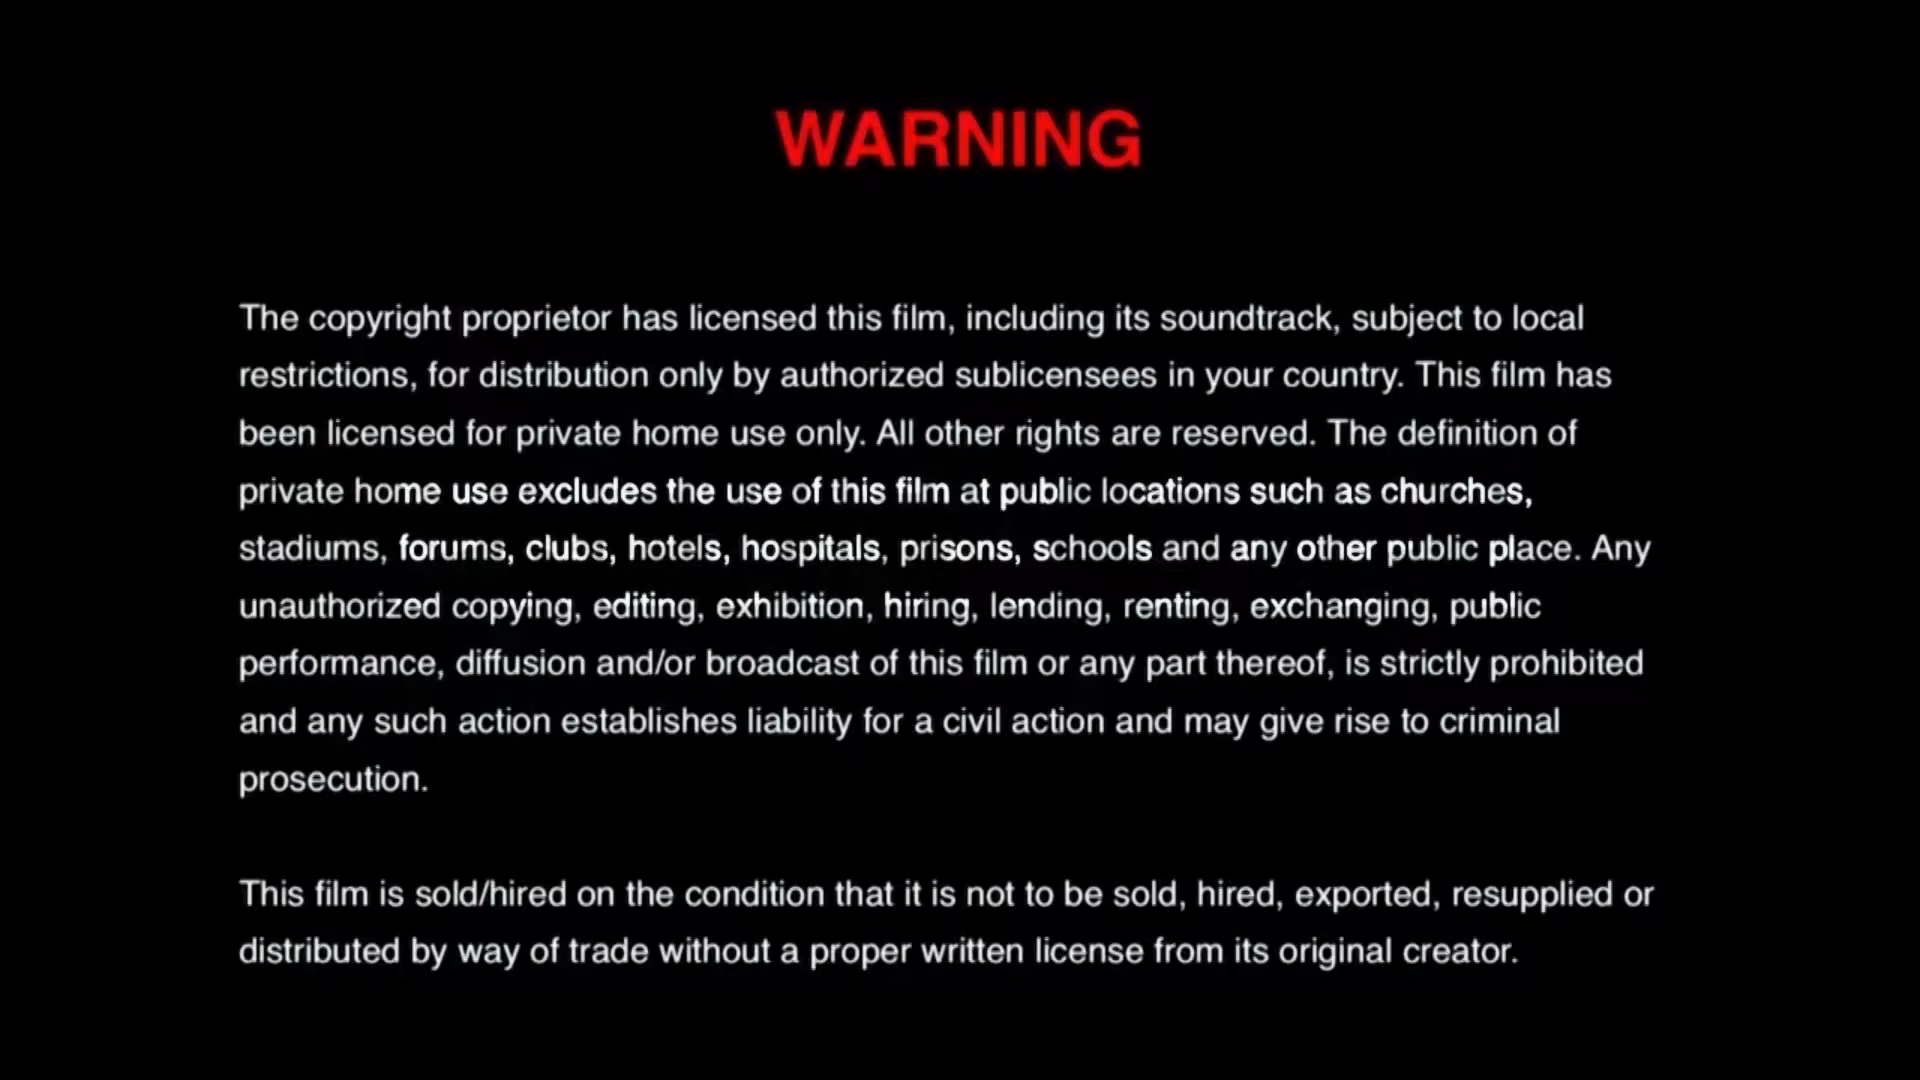 WARNING
The copyright proprietor has licensed this film, including its soundtrack, subject to local
restrictions, for distribution only by authorized sublicensees in your country. This film has
been licensed for private home use only. All other rights are reserved. The definition of
private home use excludes the use of this film at public locations such as churches,
stadiums, forums, clubs, hotels, hospitals, prisons, schools and any other public place. Any
unauthorized copying, editing, exhibition, hiring, lending, renting, exchanging, public
performance, diffusion and/or broadcast of this film or any part thereof, is strictly prohibited
and any such action establishes liability for a civil action and may give rise to criminal
prosecution.
This film is sold/hired on the condition that it is not to be sold, hired, exported, resupplied or
distributed by way of trade without a proper written license from its original creator.